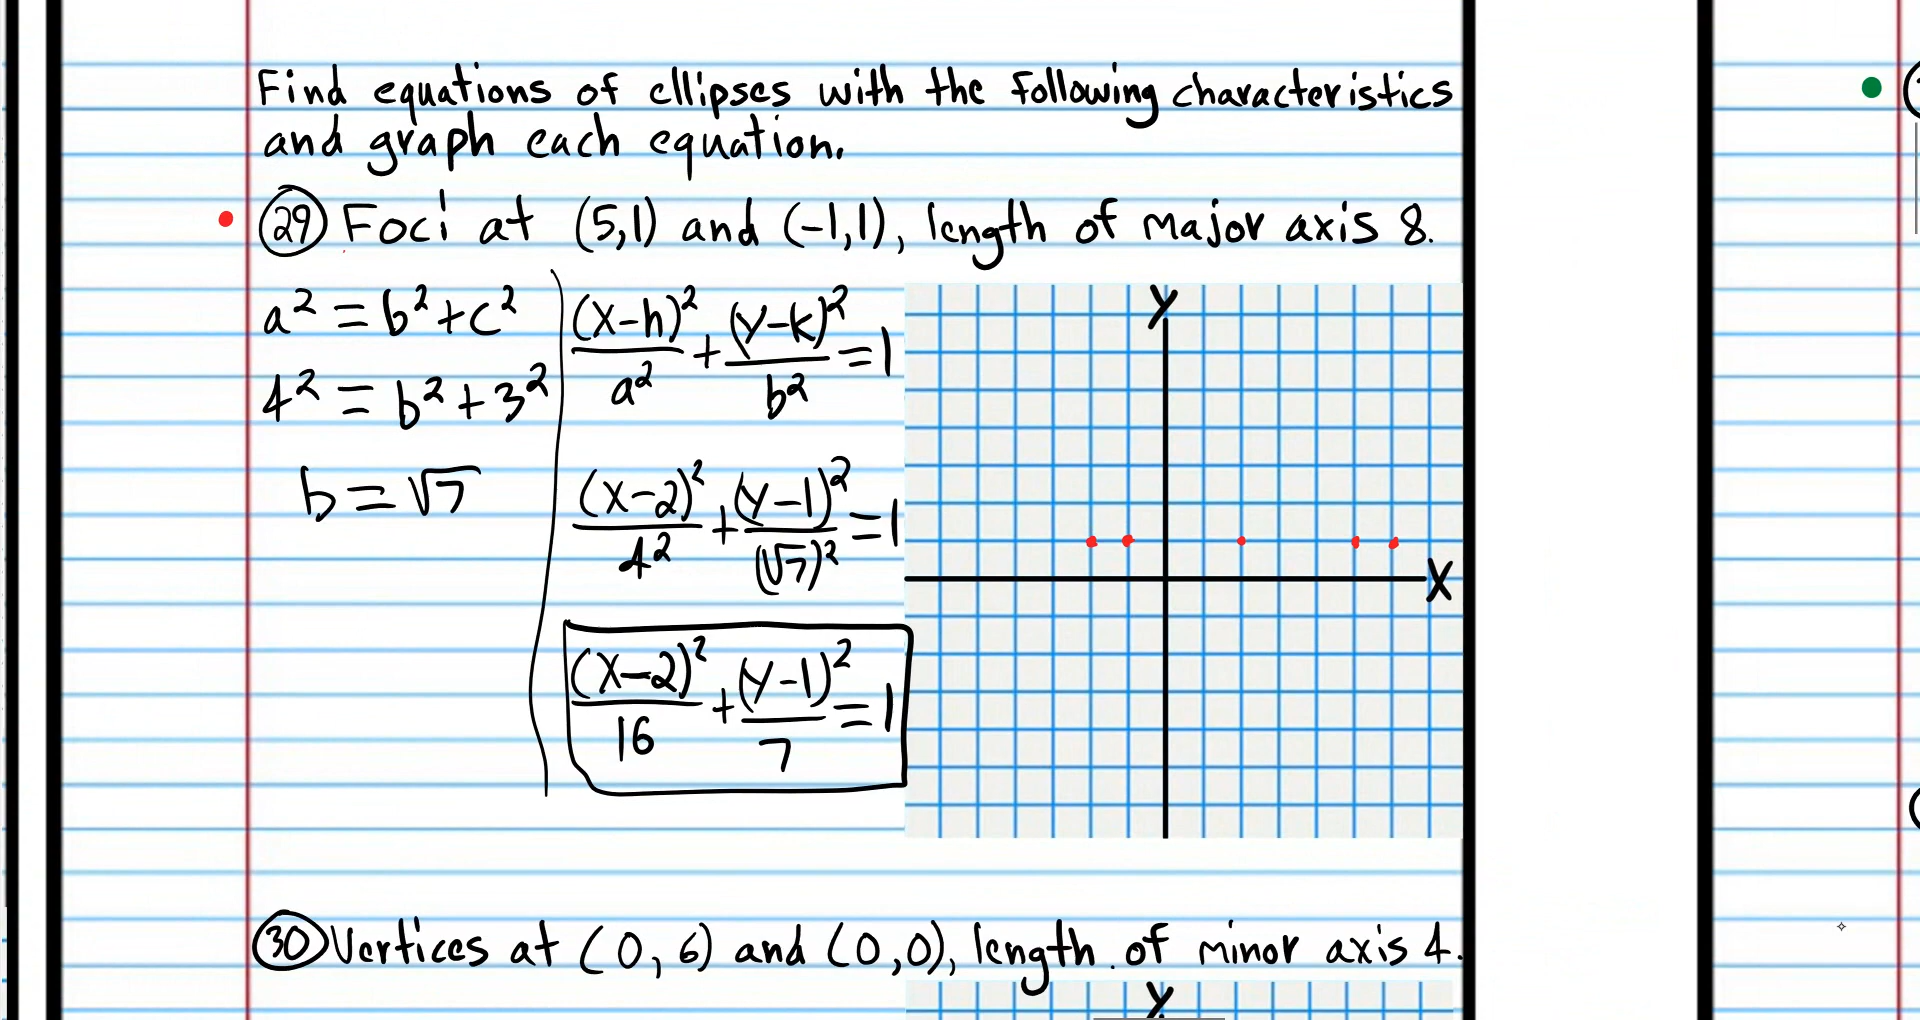 Find equations of ellipses with the following characteristics
and graph each equation.
29 Foci at (5,1) and (-1,1), length of major axis 8.
a² = b² + c²
4² = b² + 3²
b = √7
(x-h)²/a² + (y-k)²/b² = 1
(x-2)²/4² + (y-1)²/(√7)² = 1
(x-2)²/16 + (y-1)²/7 = 1
y
x
30 Vertices at (0,6) and (0,0), length of minor axis 4.
y